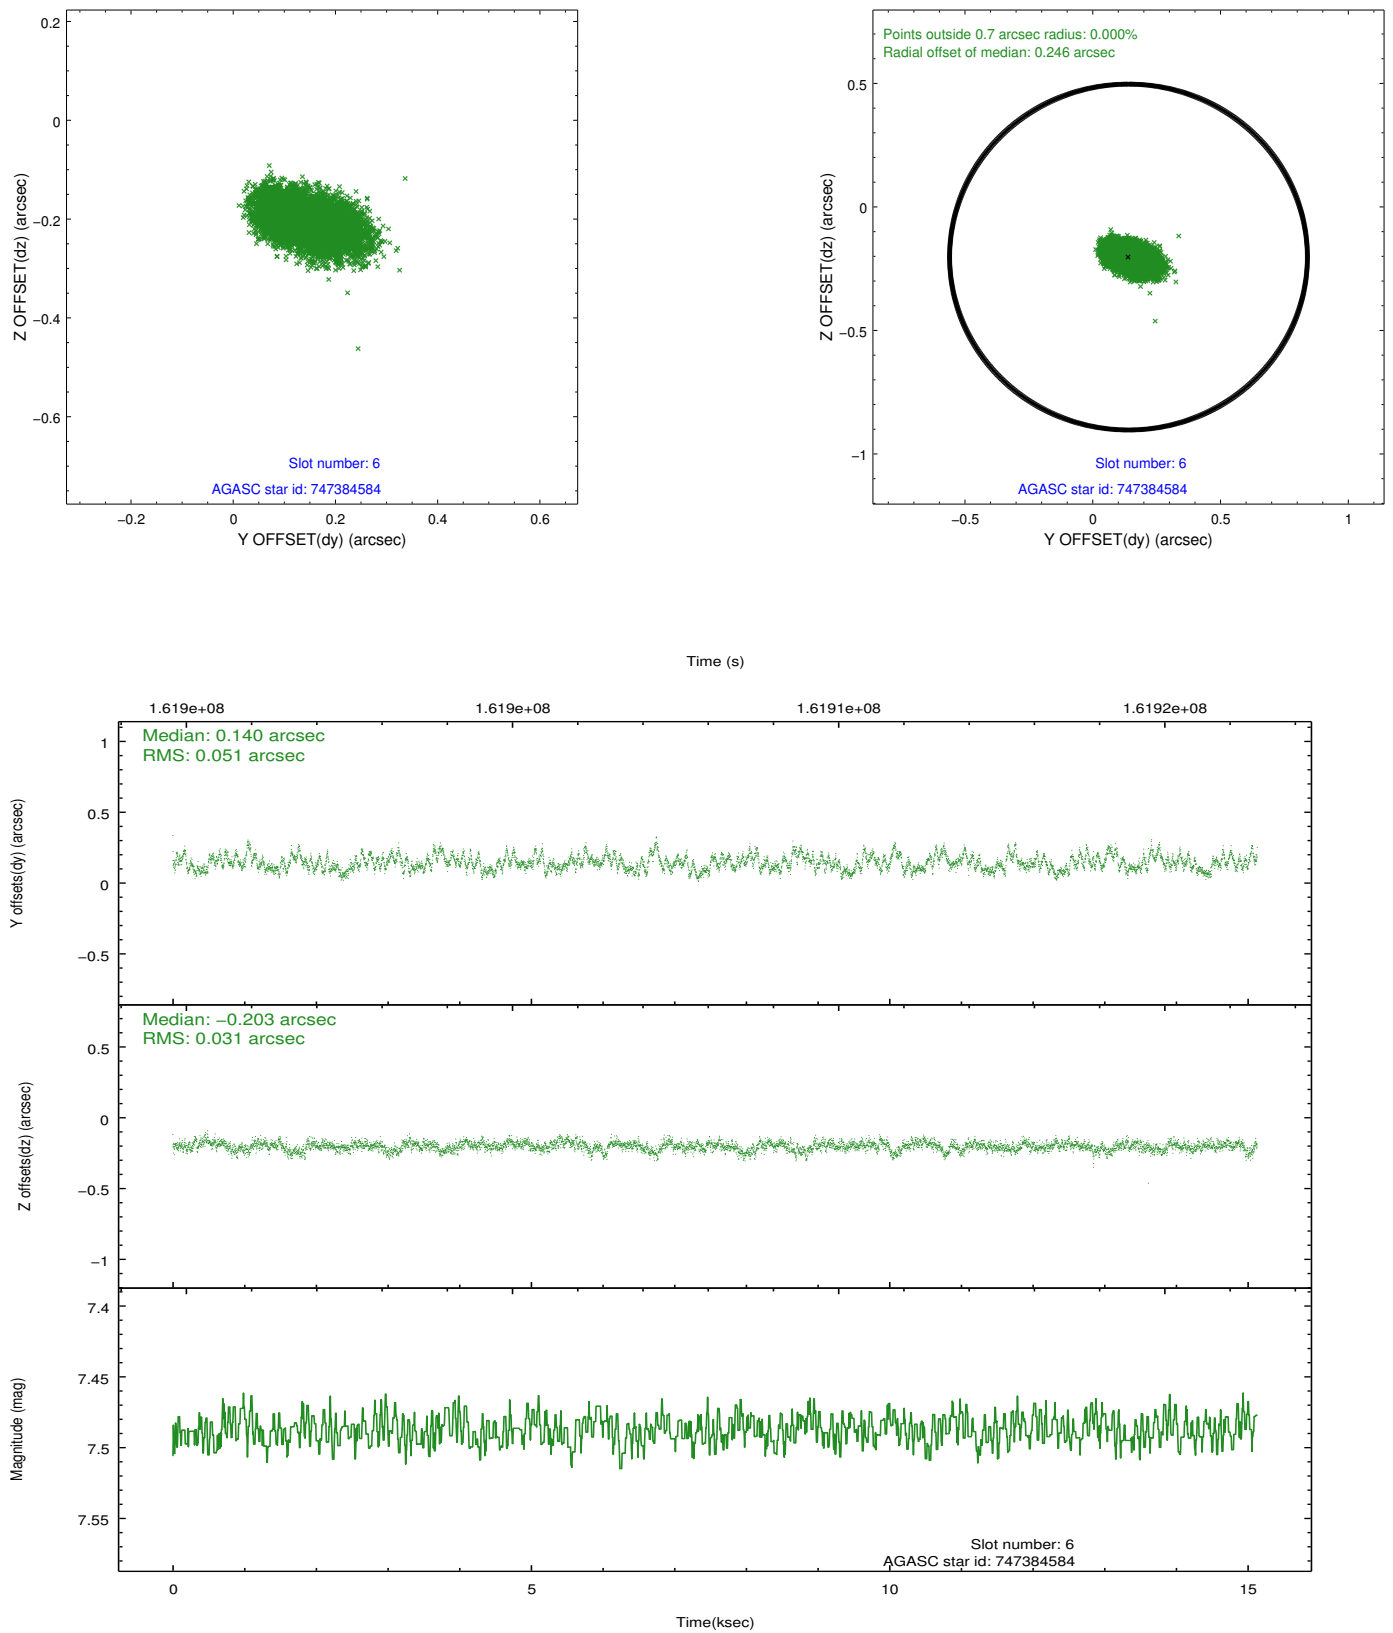 0.2
0
−0.2
−0.4
−0.6
Z OFFSET(dz) (arcsec)
Slot number: 6
AGASC star id: 747384584
−0.2
0
0.2
0.4
0.6
Y OFFSET(dy) (arcsec)
Points outside 0.7 arcsec radius: 0.000%
Radial offset of median: 0.246 arcsec
0.5
0
−0.5
−1
Z OFFSET(dz) (arcsec)
Slot number: 6
AGASC star id: 747384584
−0.5
0
0.5
1
Y OFFSET(dy) (arcsec)
Time (s)
1.619e+08
1.619e+08
1.6191e+08
1.6192e+08
Median: 0.140 arcsec
RMS: 0.051 arcsec
1
0.5
0
−0.5
Y offsets(dy) (arcsec)
Median: −0.203 arcsec
RMS: 0.031 arcsec
0.5
0
−0.5
−1
Z offsets(dz) (arcsec)
7.4
7.45
7.5
7.55
Magnitude (mag)
Slot number: 6
AGASC star id: 747384584
0
5
10
15
Time(ksec)